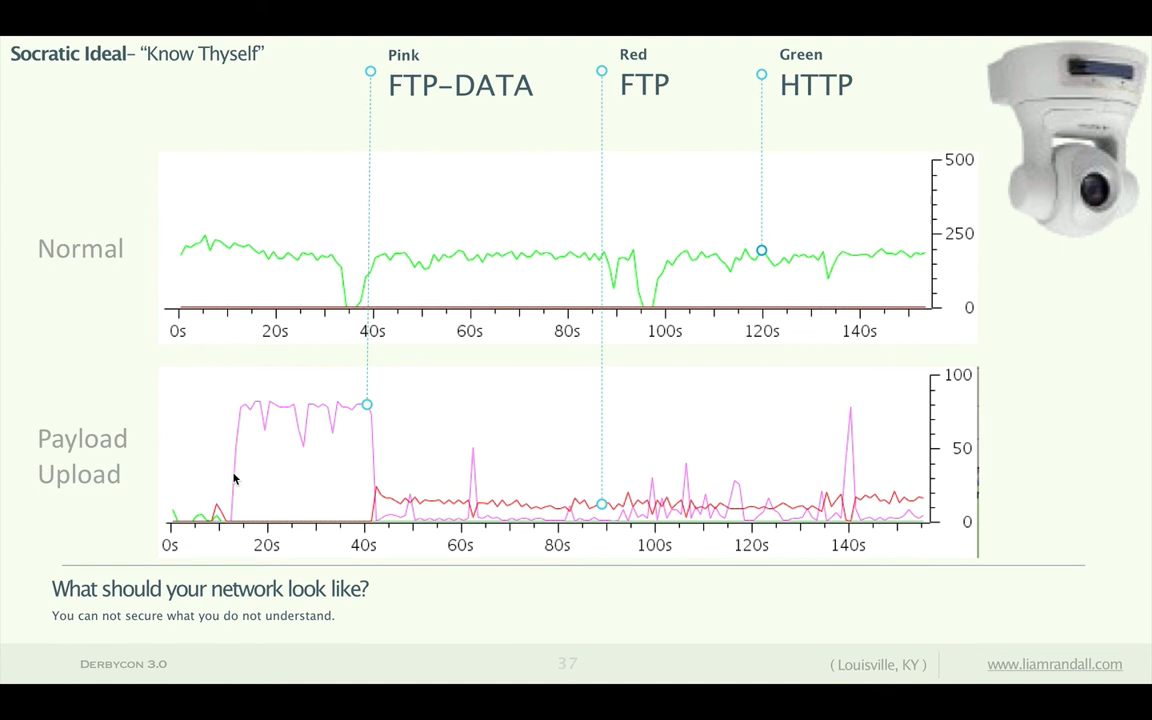 Socratic Ideal– “Know Thyself”
Pink
FTP-DATA
Red
FTP
Green
HTTP
Normal
500
250
0
0s 20s 40s 60s 80s 100s 120s 140s
Payload
Upload
100
50
0
0s 20s 40s 60s 80s 100s 120s 140s
What should your network look like?
You can not secure what you do not understand.
Derbycon 3.0
37
( Louisville, KY )
www.liamrandall.com